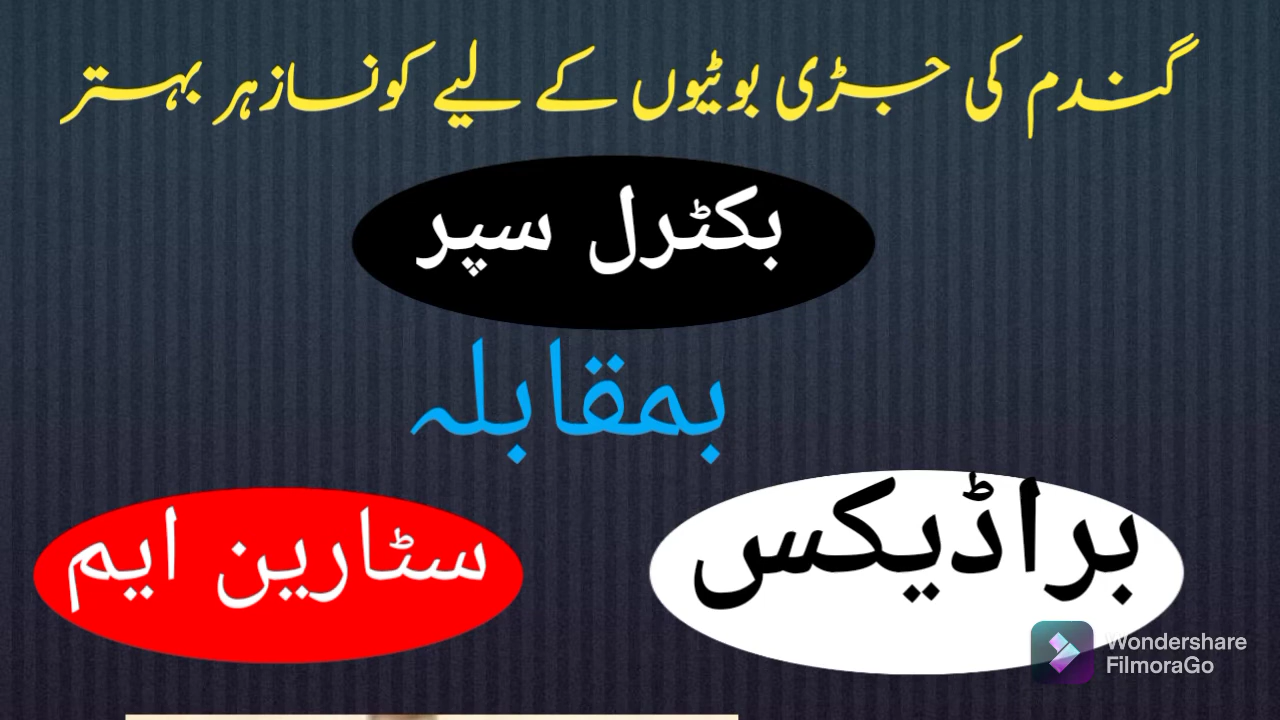 گندم کی جڑی بوٹیوں کے لیے کونسا زہر بہتر
بکٹرل سپر
بمقابلہ
براڈیکس
سٹارین ایم
Wondershare
FilmoraGo